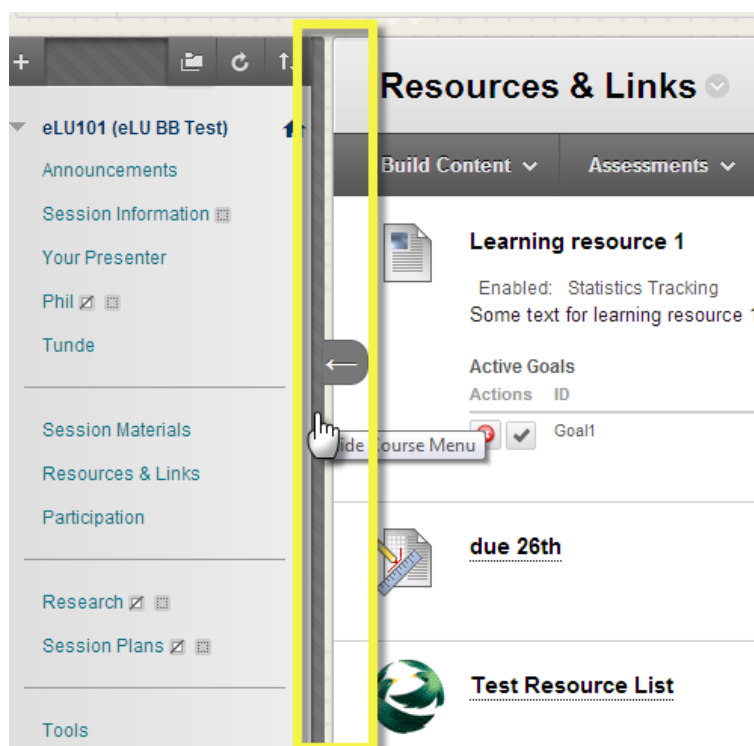 eLU101 (eLU BB Test)
Announcements
Session Information
Your Presenter
Phil
Tunde
Session Materials
Resources & Links
Participation
Research
Session Plans
Tools
Resources & Links
Build Content
Assessments
Learning resource 1
Enabled: Statistics Tracking
Some text for learning resource 1
Active Goals
Actions ID
Goal1
ide Course Menu
due 26th
Test Resource List